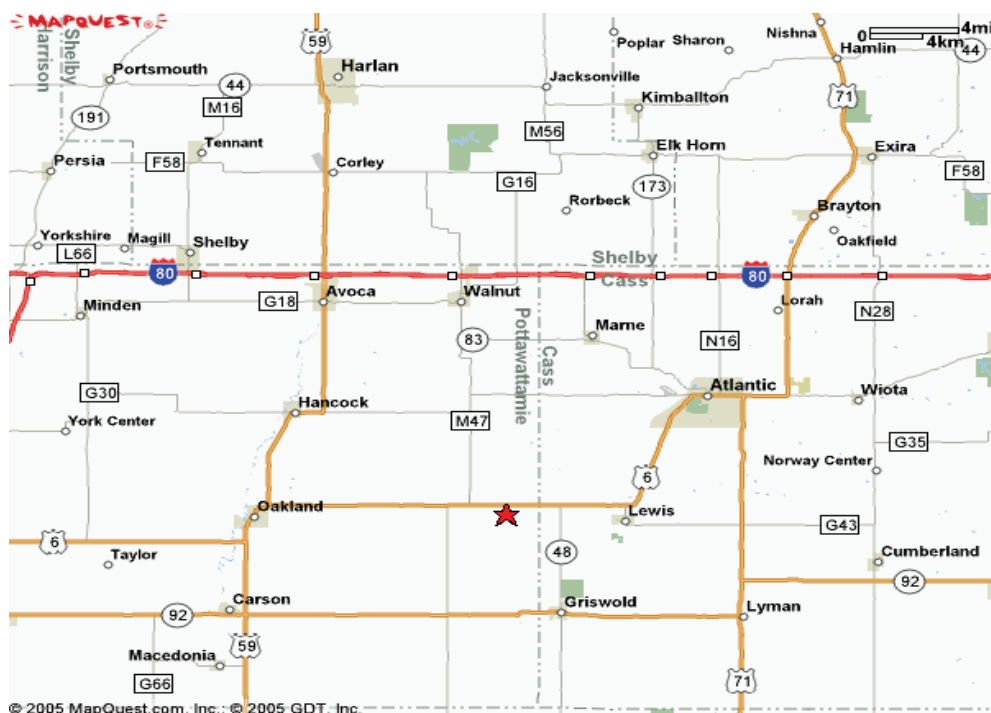 MAPQUEST®
Harrison
Shelby
59
Poplar
Sharon
Nishna
0
4mi
4km
Hamlin
44
Portsmouth
44
Harlan
Jacksonville
71
M16
Kimballton
191
M56
Tennant
Elk Horn
Exira
Persia
F58
Corley
G16
173
F58
Rorbeck
Brayton
Yorkshire
Magill
Shelby
Oakfield
L66
Shelby
80
80
Cass
Minden
G18
Avoca
Walnut
Lorah
N28
Pottawattamie
Cass
Marne
83
N16
G30
Atlantic
Wiota
Hancock
York Center
M47
G35
Norway Center
6
Oakland
Lewis
G43
6
48
Taylor
Cumberland
92
Carson
Griswold
Lyman
92
59
Macedonia
G66
71
© 2005 MapQuest.com, Inc.; © 2005 GDT, Inc.